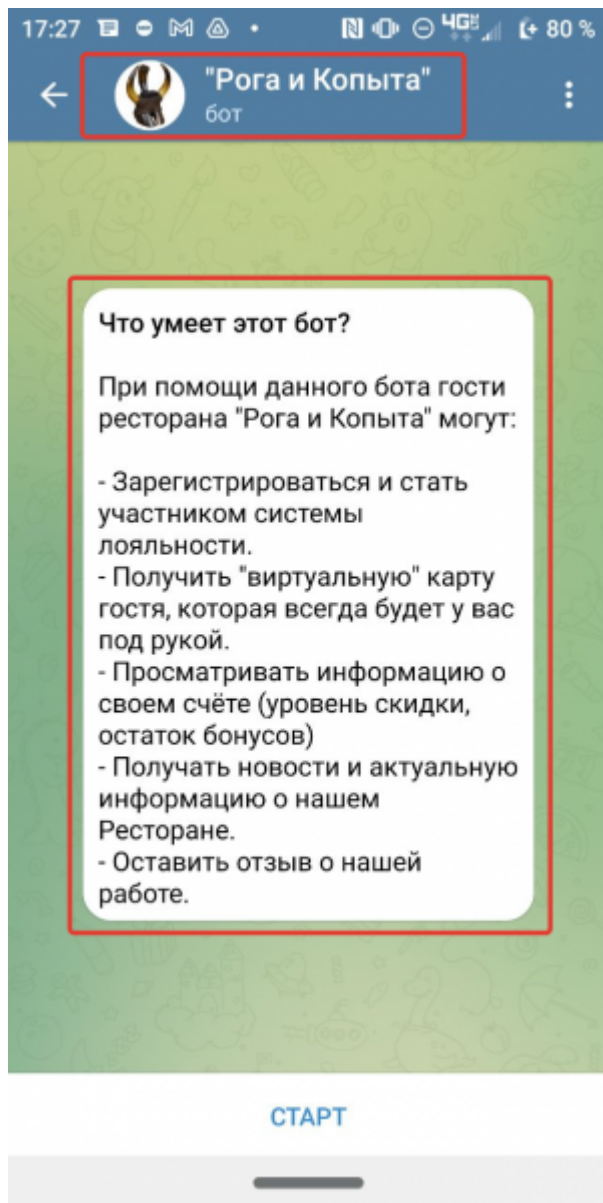 17:27
4G 80 %
"Рога и Копыта"
бот
Что умеет этот бот?
При помощи данного бота гости
ресторана "Рога и Копыта" могут:
- Зарегистрироваться и стать
участником системы
лояльности.
- Получить "виртуальную" карту
гостя, которая всегда будет у вас
под рукой.
- Просматривать информацию о
своем счёте (уровень скидки,
остаток бонусов)
- Получать новости и актуальную
информацию о нашем
Ресторане.
- Оставить отзыв о нашей
работе.
СТАРТ